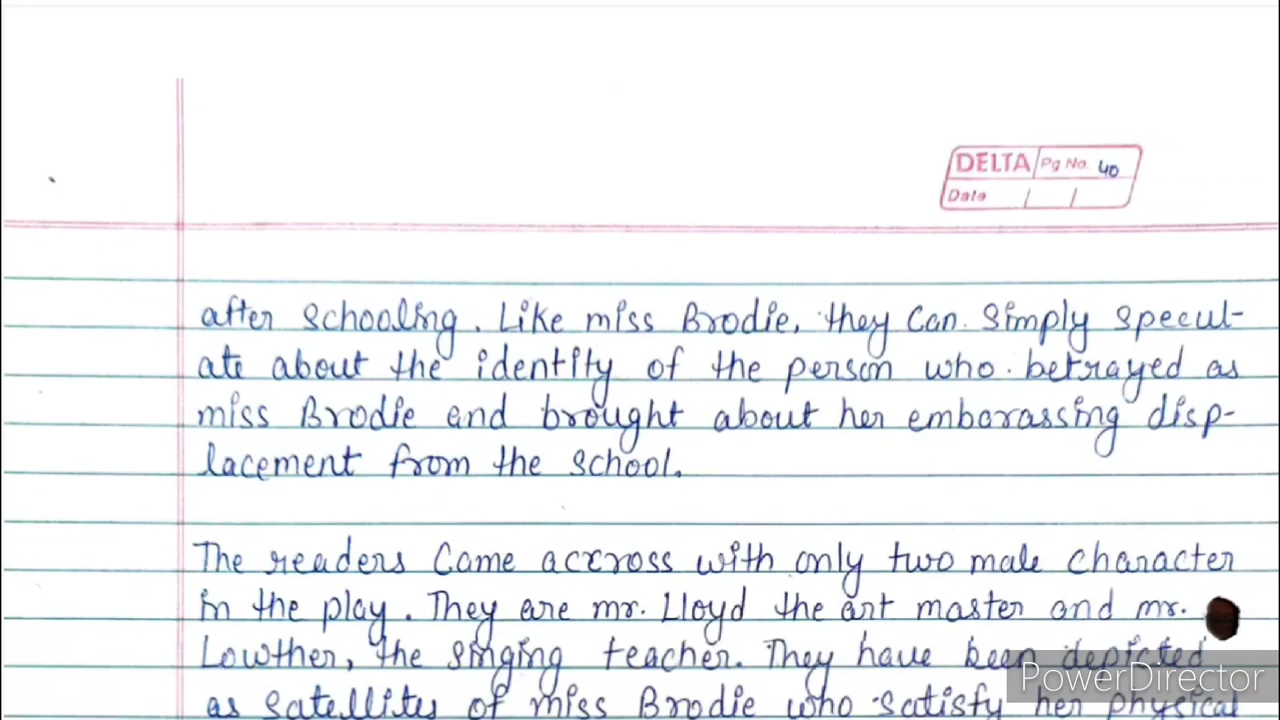 DELTA Pg No. 40
Date / /
after schooling. Like miss Brodie, they can simply specul-
ate about the identity of the person who betrayed as
miss Brodie and brought about her embarassing disp-
lacement from the school.
The readers came accross with only two male character
in the play. They are mr. Lloyd the art master and mr.
Lowther, the singing teacher. They have been depicted
as satellites of miss Brodie who satisfy her physical
PowerDirector